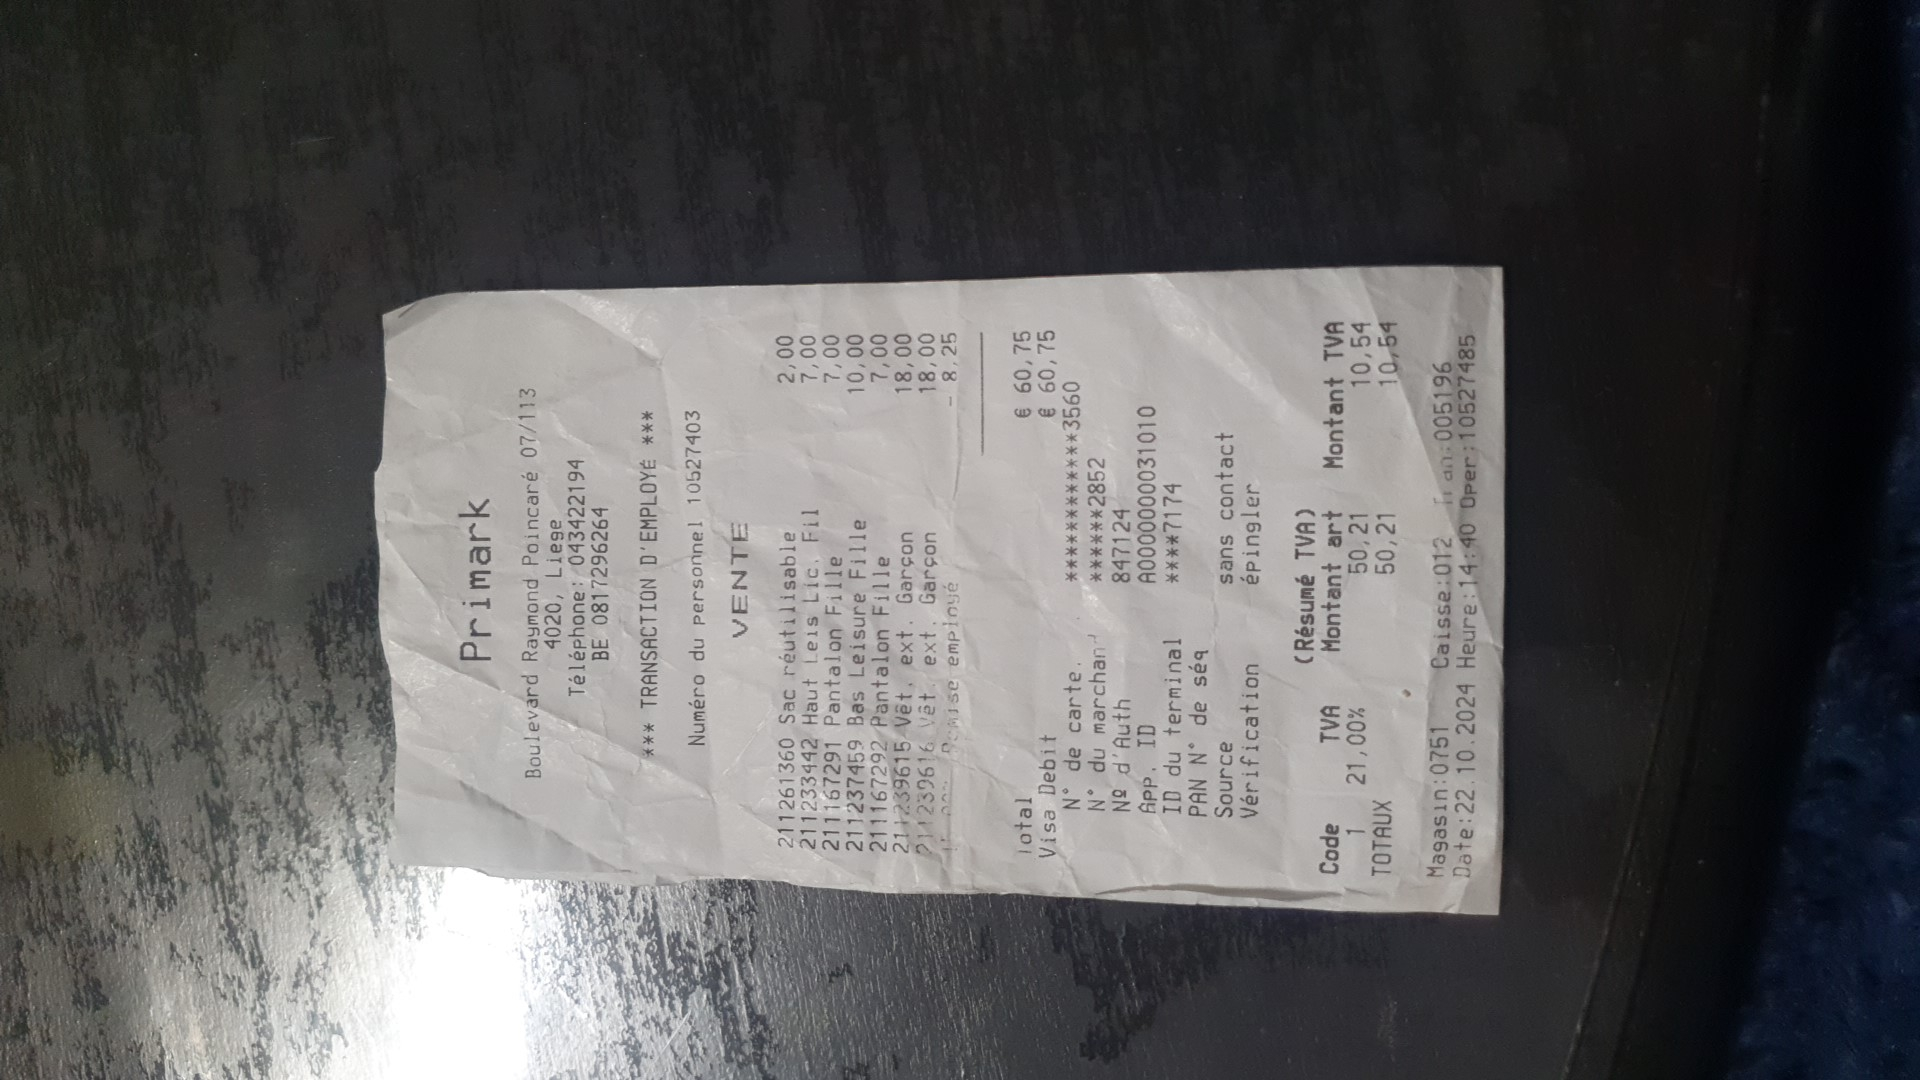 Primark
Boulevard Raymond Poincaré 07/113
4020, Liege
Téléphone: 043422194
BE 0817296264
*** TRANSACTION D'EMPLOYÉ ***
Numéro du personnel 10527403
VENTE
211261360 Sac réutilisable 2,00
211233442 Haut Leis Lic. Fil 7,00
211167291 Pantalon Fille 7,00
211237459 Bas Leisure Fille 10,00
211167292 Pantalon Fille 7,00
211239615 Vêt. ext. Garçon 18,00
211239616 Vêt. ext. Garçon 18,00
Remise employé - 8,25
Total € 60,75
Visa Debit € 60,75
N° de carte. ************3560
N° du marchand . ******2852
Nº d'Auth 847124
App. ID A0000000031010
ID du terminal ****7174
PAN N° de séq
Source sans contact
Vérification épingler
(Résumé TVA)
Code TVA Montant art Montant TVA
1 21,00% 50,21 10,54
TOTAUX 50,21 10,54
Magasin:0751 Caisse:012 Tran:005196
Date:22.10.2024 Heure:14:40 Oper:10527485